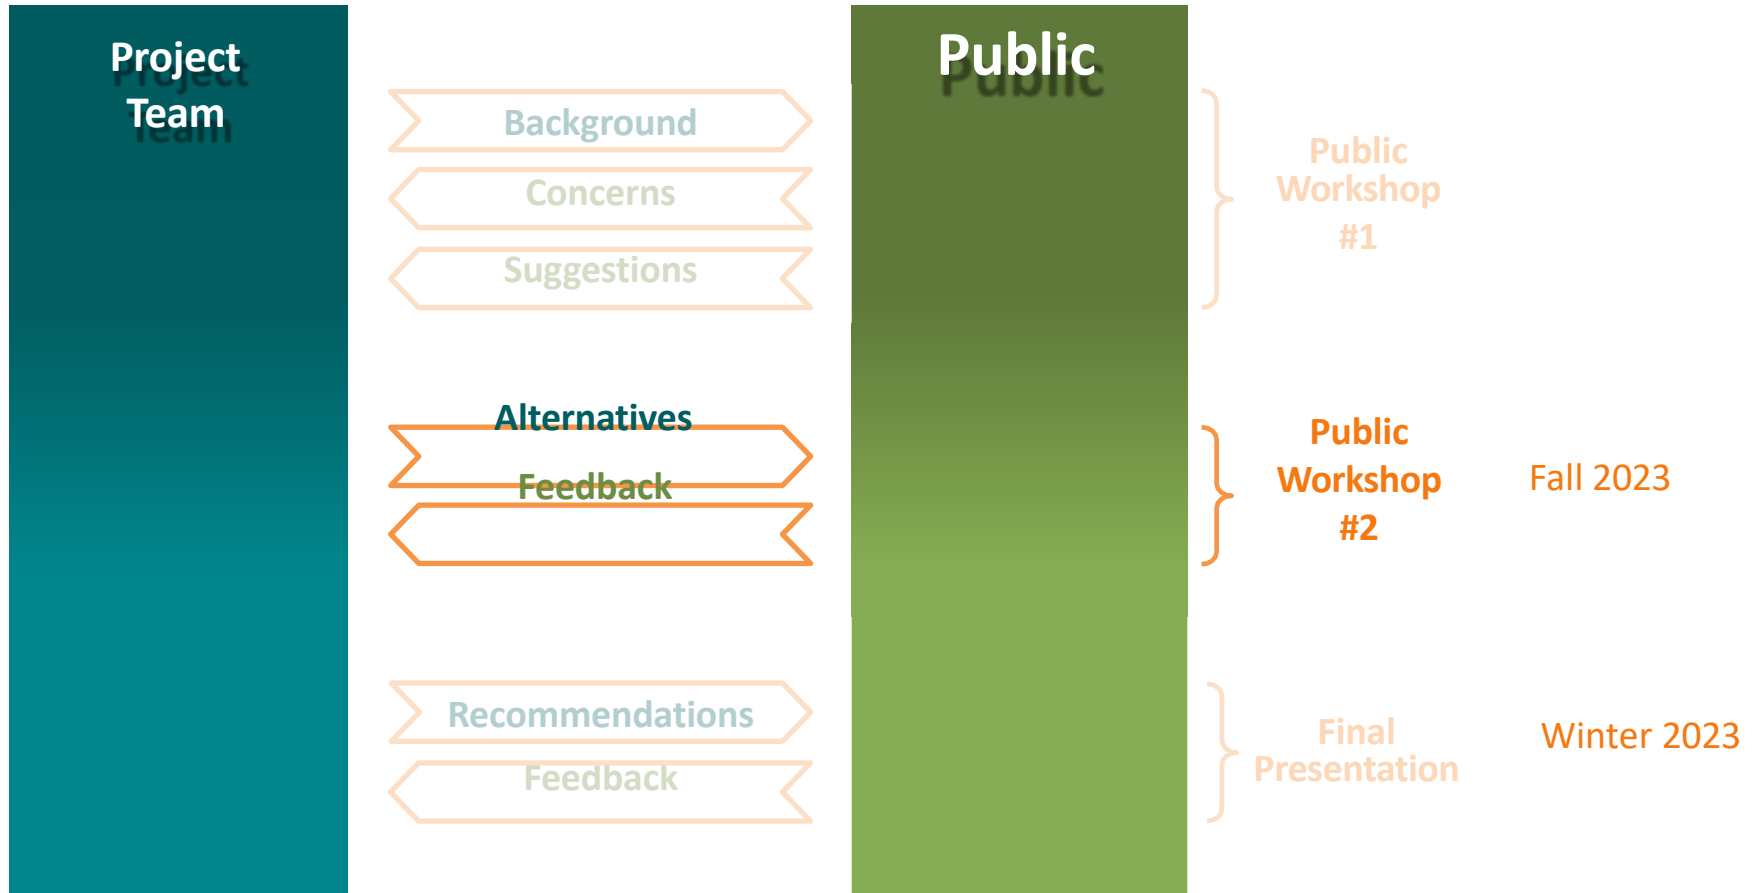 Project
Team
Public
Background
Concerns
Suggestions
Public
Workshop
#1
Alternatives
Feedback
Public
Workshop
#2
Fall 2023
Recommendations
Feedback
Final
Presentation
Winter 2023